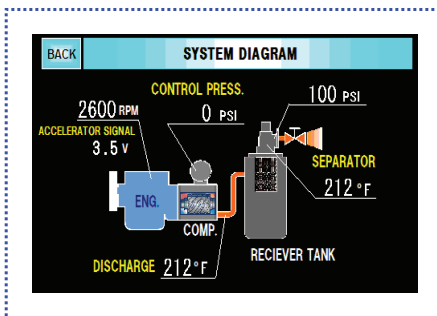 BACK
SYSTEM DIAGRAM
CONTROL PRESS.
0 PSI
100 PSI
2600 RPM
ACCELERATOR SIGNAL
3.5 V
SEPARATOR
212 °F
ENG.
COMP.
RECIEVER TANK
DISCHARGE 212°F